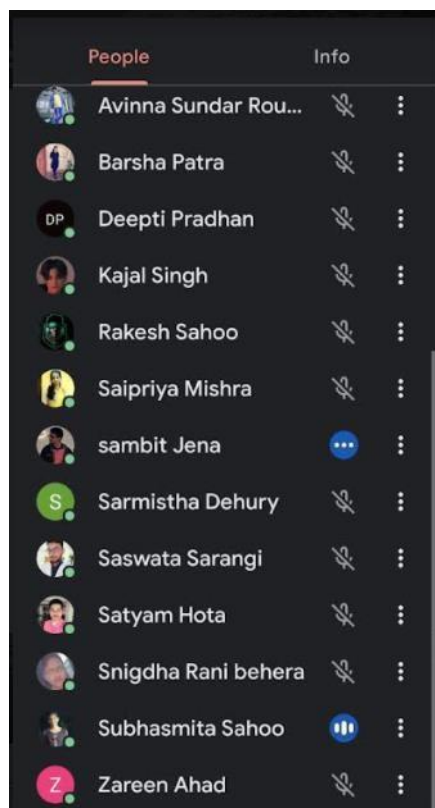 People Info
Avinna Sundar Rou...
Barsha Patra
DP Deepti Pradhan
Kajal Singh
Rakesh Sahoo
Saipriya Mishra
sambit Jena
S Sarmistha Dehury
Saswata Sarangi
Satyam Hota
Snigdha Rani behera
Subhasmita Sahoo
Z Zareen Ahad